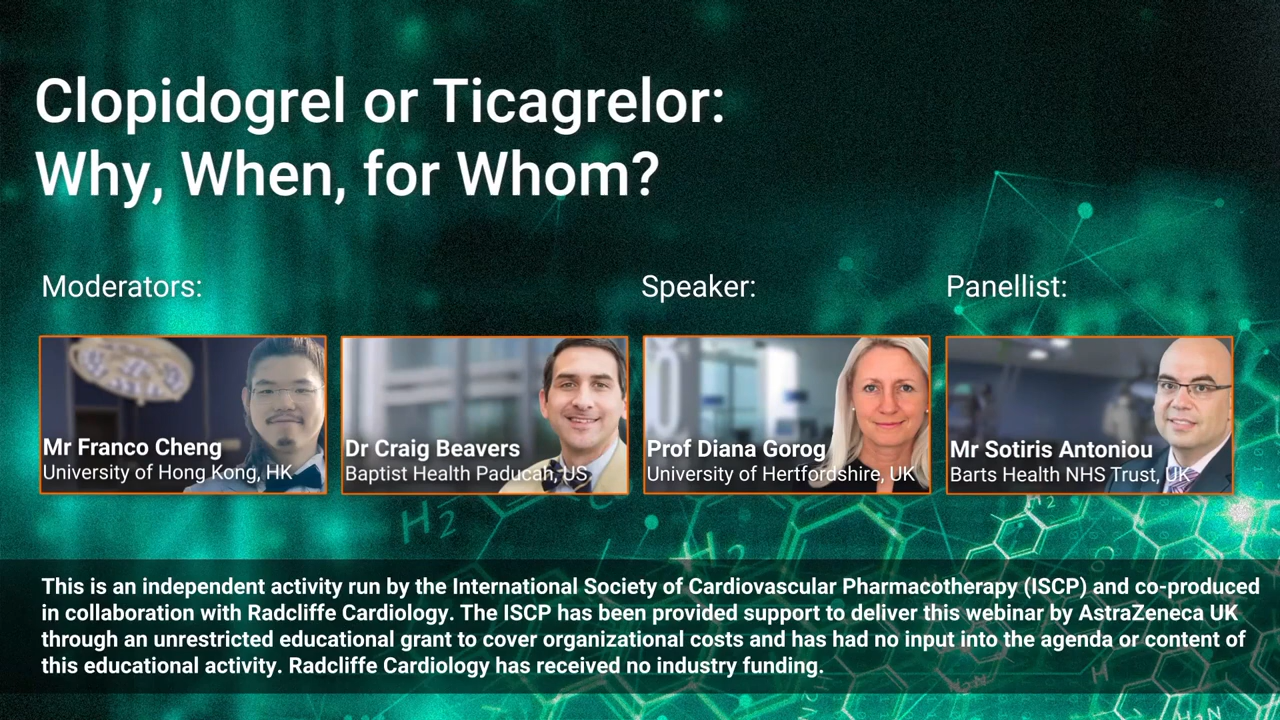 Clopidogrel or Ticagrelor:
Why, When, for Whom?
Moderators:
Speaker:
Panellist:
Mr Franco Cheng
University of Hong Kong, HK
Dr Craig Beavers
Baptist Health Paducah, US
Prof Diana Gorog
University of Hertfordshire, UK
Mr Sotiris Antoniou
Barts Health NHS Trust, UK
H2
H2
H2
This is an independent activity run by the International Society of Cardiovascular Pharmacotherapy (ISCP) and co-produced
in collaboration with Radcliffe Cardiology. The ISCP has been provided support to deliver this webinar by AstraZeneca UK
through an unrestricted educational grant to cover organizational costs and has had no input into the agenda or content of
this educational activity. Radcliffe Cardiology has received no industry funding.